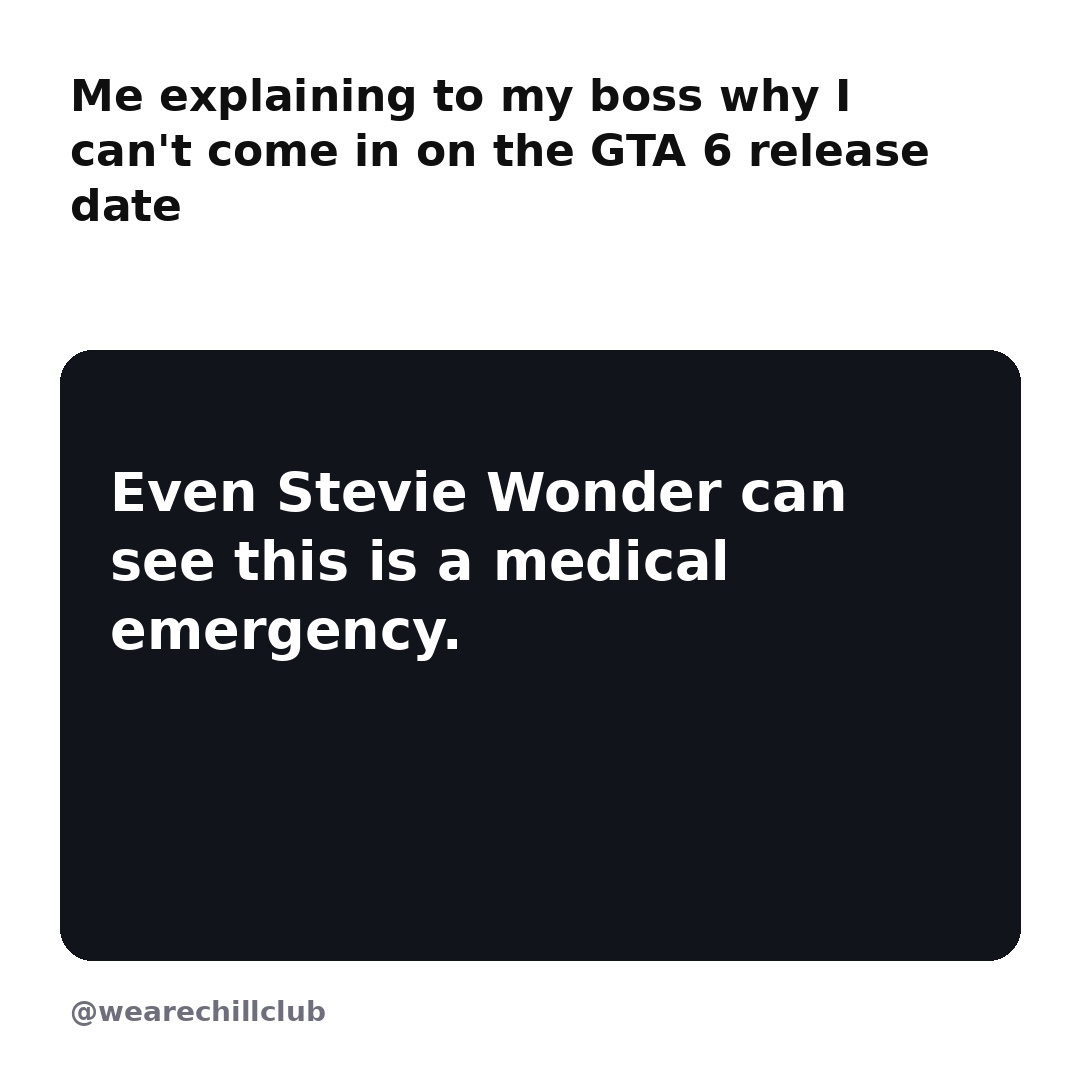 Me explaining to my boss why I
can't come in on the GTA 6 release
date
Even Stevie Wonder can
see this is a medical
emergency.
@wearechillclub